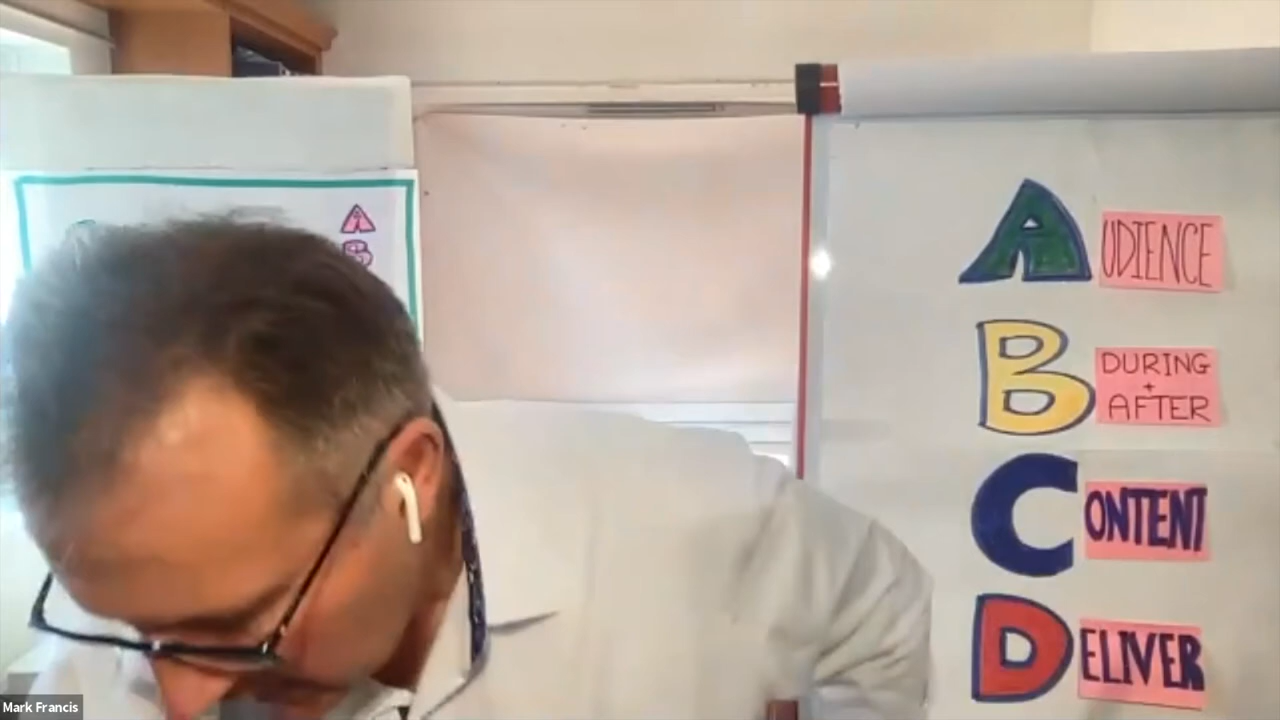 A
B
AUDIENCE
B DURING
+
AFTER
CONTENT
DELIVER
Mark Francis